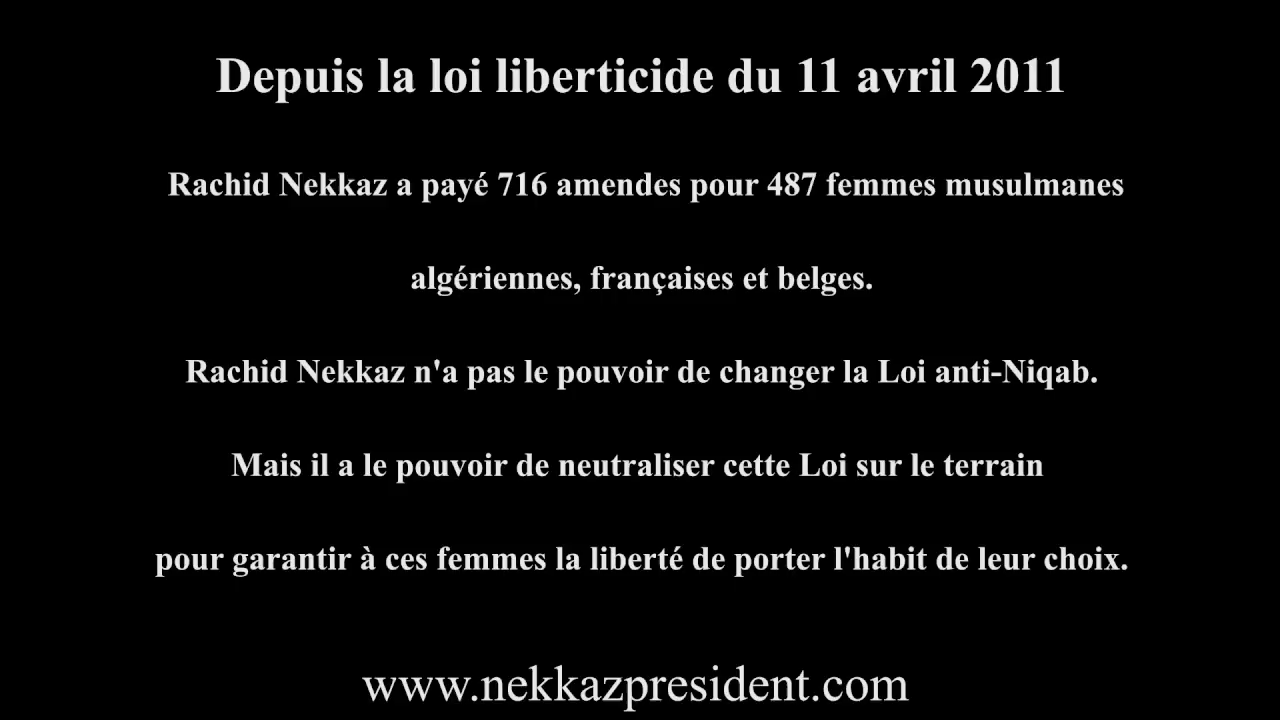 Depuis la loi liberticide du 11 avril 2011
Rachid Nekkaz a payé 716 amendes pour 487 femmes musulmanes
algériennes, françaises et belges.
Rachid Nekkaz n'a pas le pouvoir de changer la Loi anti-Niqab.
Mais il a le pouvoir de neutraliser cette Loi sur le terrain
pour garantir à ces femmes la liberté de porter l'habit de leur choix.
www.nekkazpresident.com